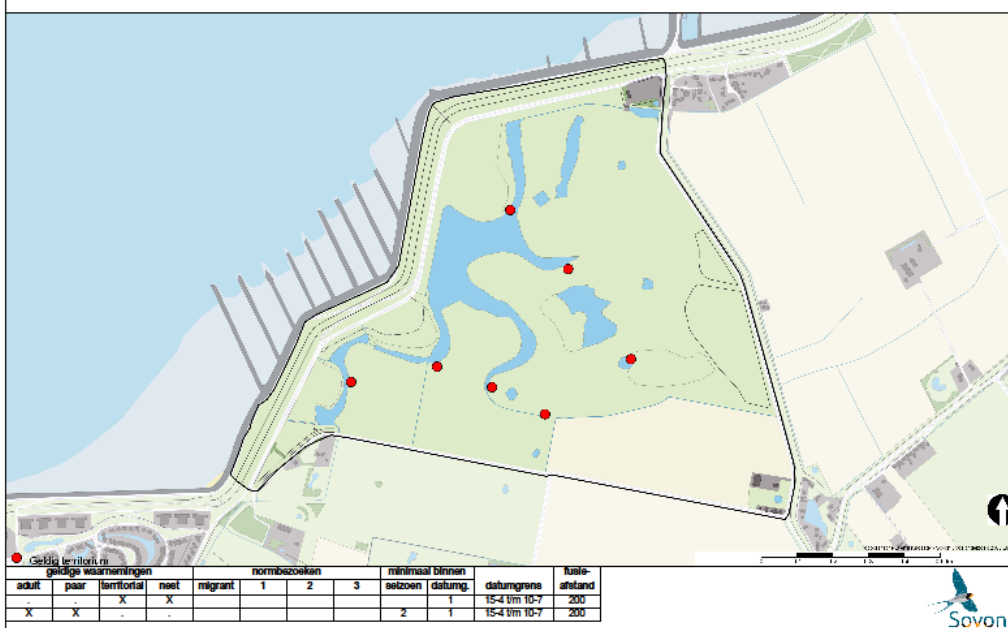 Geldig territorium
geldige waarnemingen normbezoeken minimaal binnen fusie-
adult paar territorial nest migrant 1 2 3 seizoen datumg. datumgrens afstand
. . X X 1 15-4 t/m 10-7 200
X X . . 2 1 15-4 t/m 10-7 200
Sovon